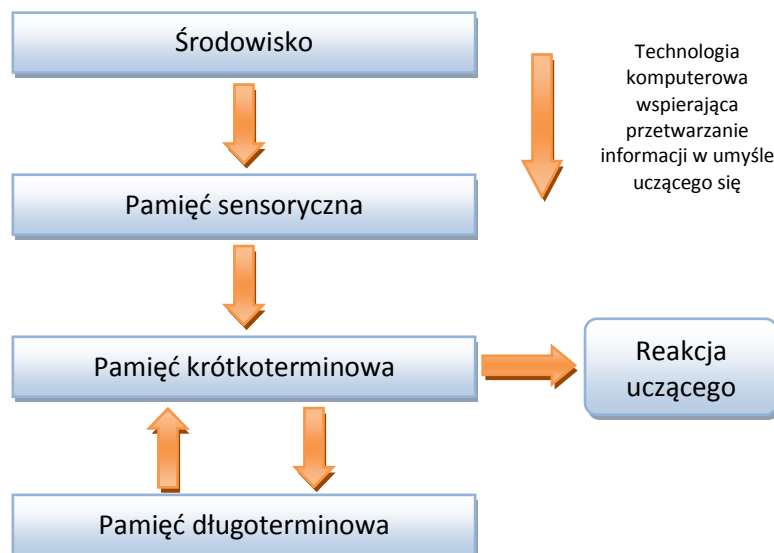 Środowisko
Technologia
komputerowa
wspierająca
przetwarzanie
informacji w umyśle
uczącego się
Pamięć sensoryczna
Pamięć krótkoterminowa
Reakcja
uczącego
Pamięć długoterminowa